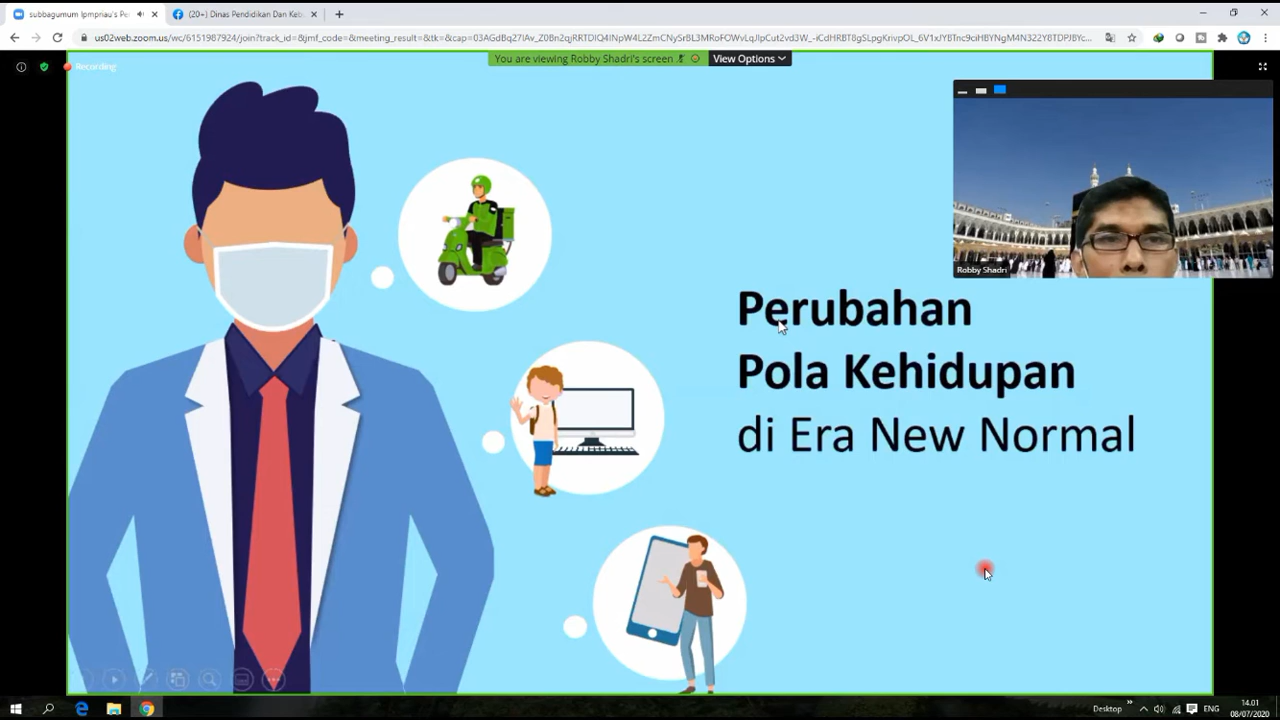 subbagumum lpmpriau's Pe
(20+) Dinas Pendidikan Dan Keb
Recording
You are viewing Robby Shadri's screen
View Options
Robby Shadri
Perubahan
Pola Kehidupan
di Era New Normal
Desktop
ENG
14.01
08/07/2020